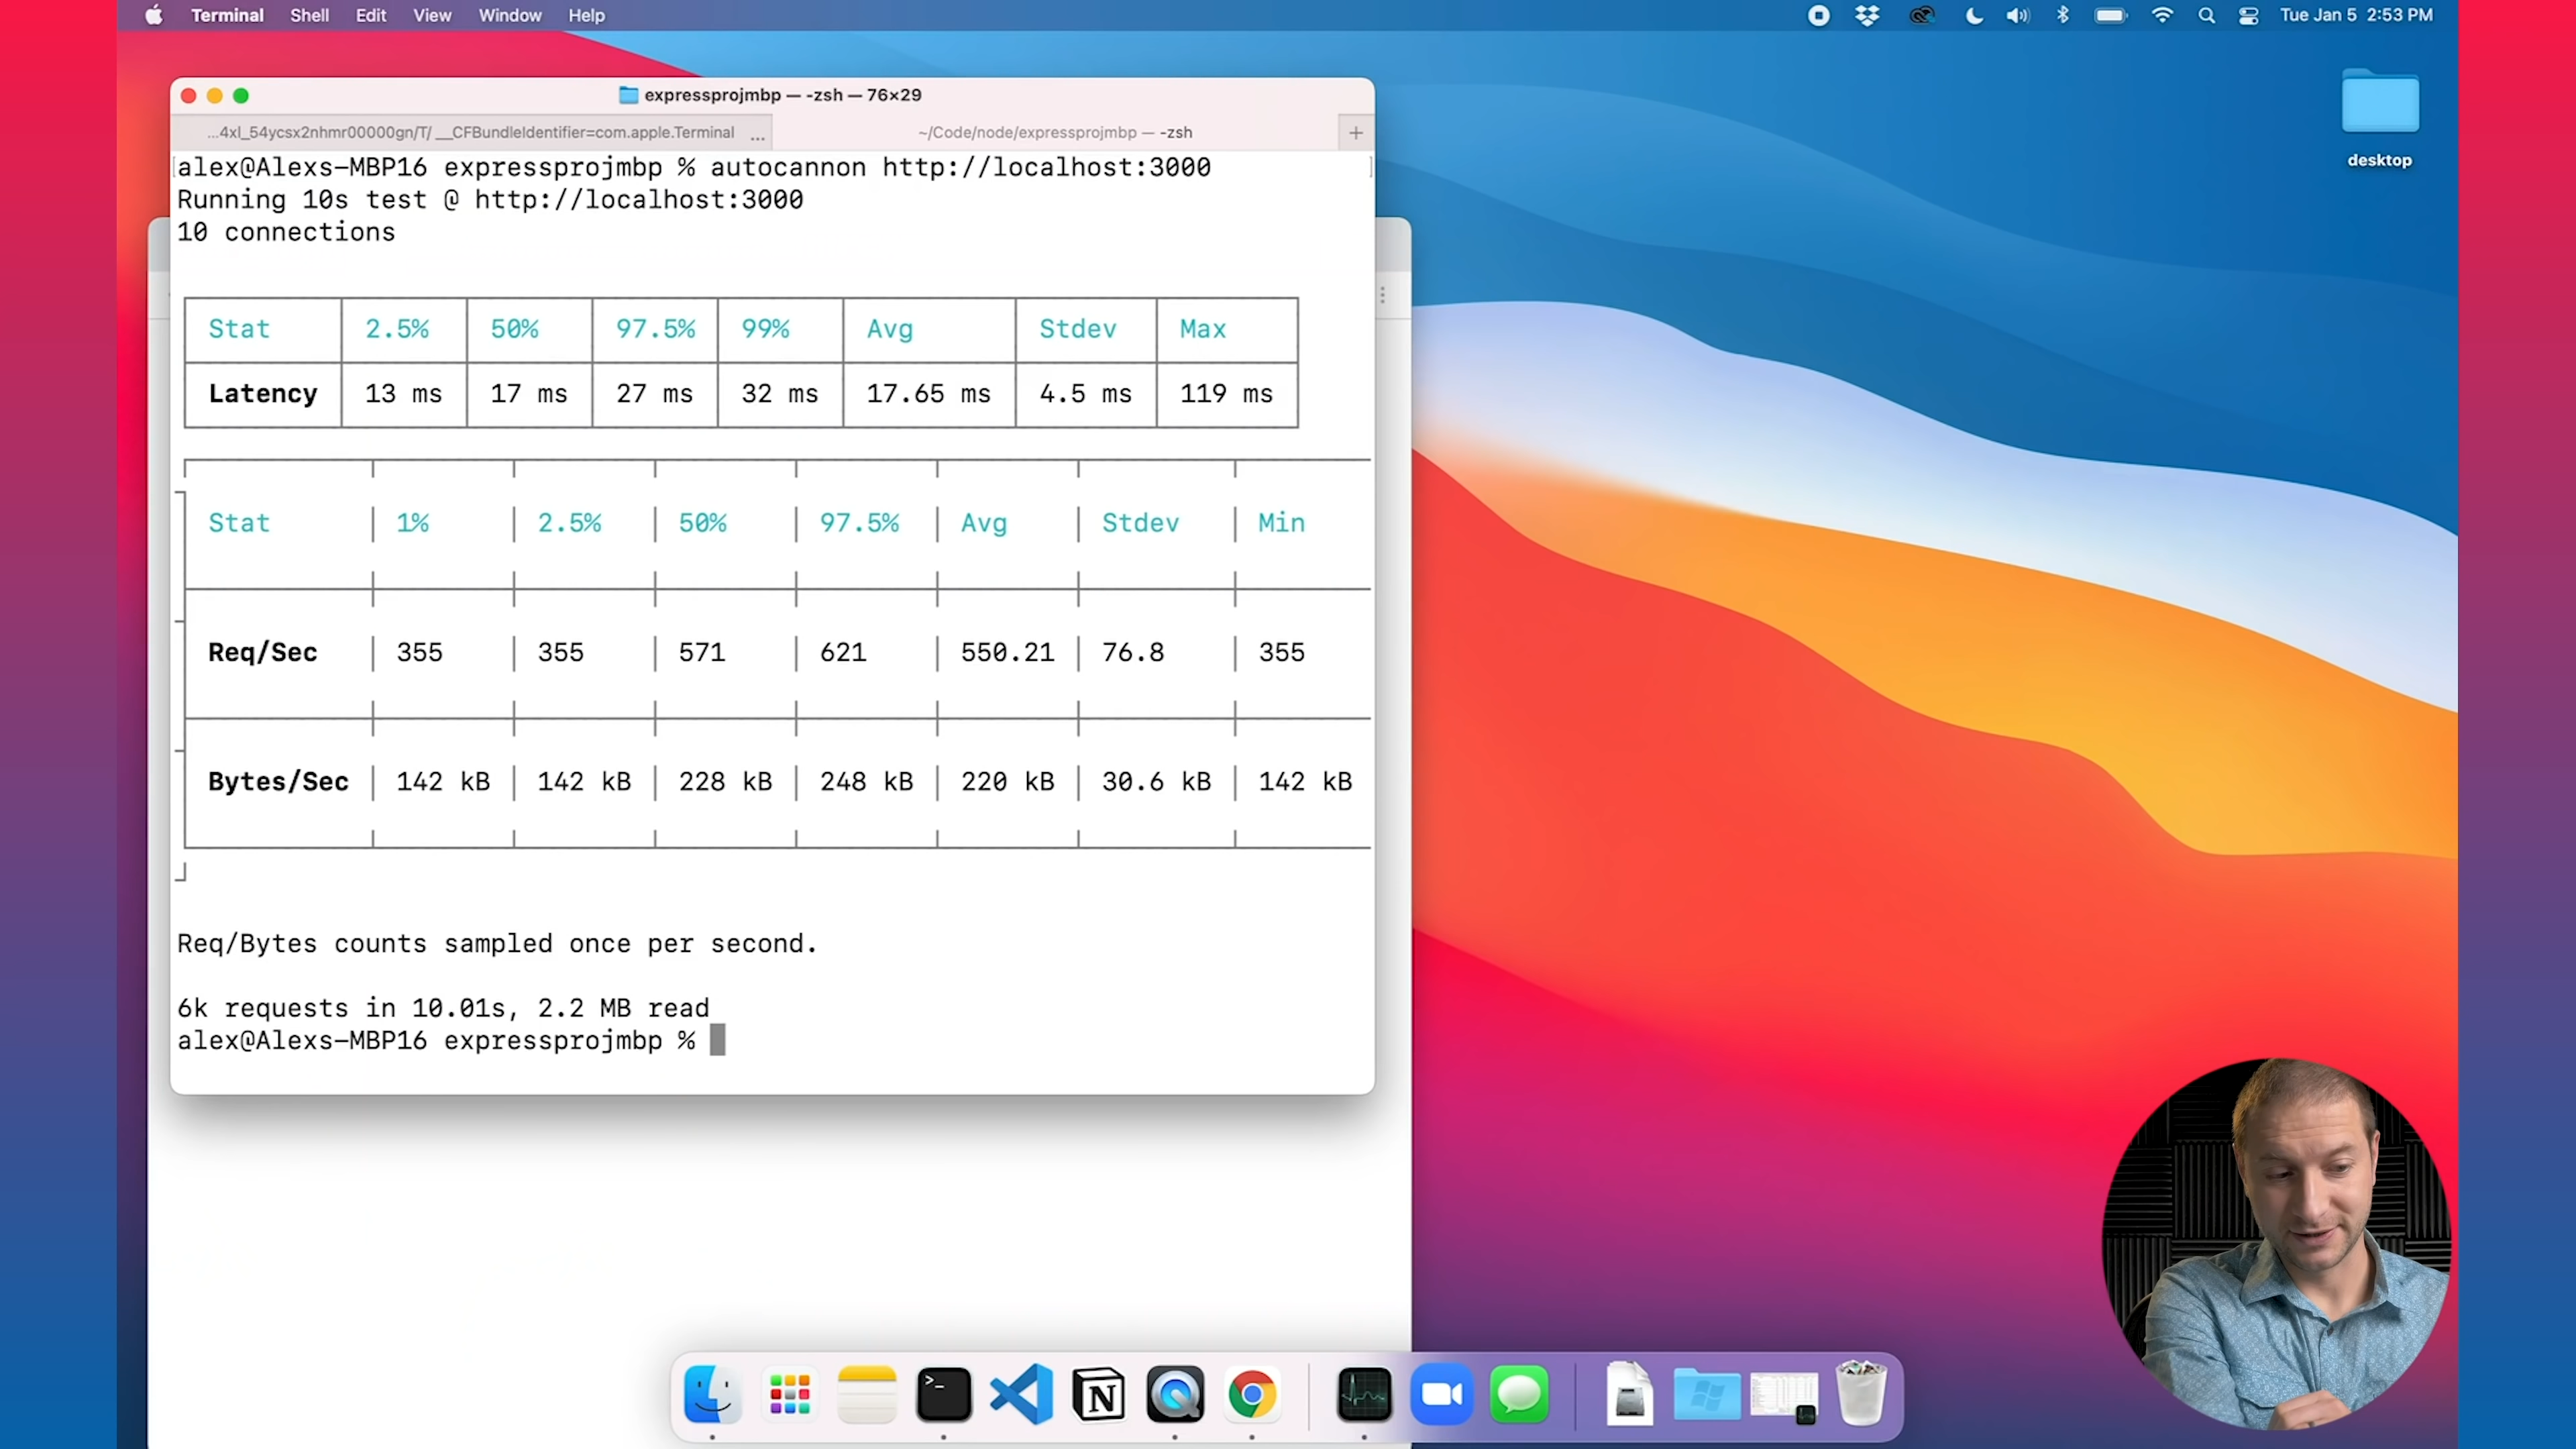 Terminal Shell Edit View Window Help Tue Jan 5 2:53 PM
desktop
expressprojmbp — -zsh — 76×29
...4xl_54ycsx2nhmr00000gn/T/ __CFBundleIdentifier=com.apple.Terminal ... ~/Code/node/expressprojmbp — -zsh +
alex@Alexs-MBP16 expressprojmbp % autocannon http://localhost:3000
Running 10s test @ http://localhost:3000
10 connections
Stat 2.5% 50% 97.5% 99% Avg Stdev Max
Latency 13 ms 17 ms 27 ms 32 ms 17.65 ms 4.5 ms 119 ms
Stat 1% 2.5% 50% 97.5% Avg Stdev Min
Req/Sec 355 355 571 621 550.21 76.8 355
Bytes/Sec 142 kB 142 kB 228 kB 248 kB 220 kB 30.6 kB 142 kB
Req/Bytes counts sampled once per second.
6k requests in 10.01s, 2.2 MB read
alex@Alexs-MBP16 expressprojmbp %